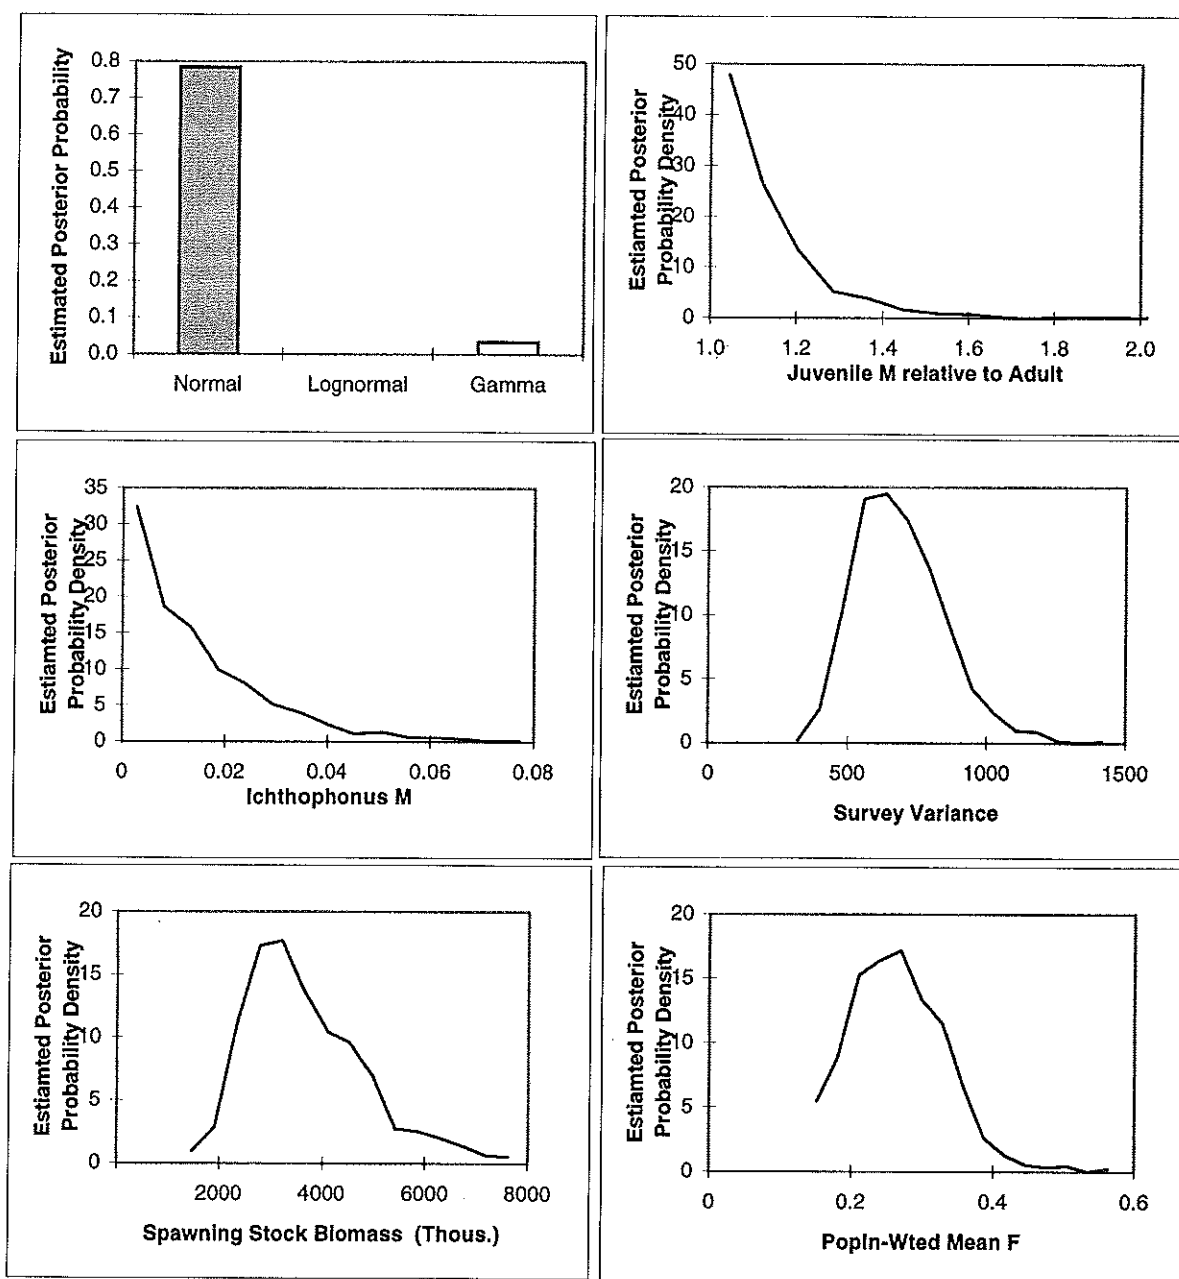 Estimated Posterior Probability
0.8
0.7
0.6
0.5
0.4
0.3
0.2
0.1
0.0
Normal Lognormal Gamma
Estiamted Posterior
Probability Density
50
40
30
20
10
0
1.0 1.2 1.4 1.6 1.8 2.0
Juvenile M relative to Adult
Estiamted Posterior
Probability Density
35
30
25
20
15
10
5
0
0 0.02 0.04 0.06 0.08
Ichthophonus M
Estiamted Posterior
Probability Density
20
15
10
5
0
0 500 1000 1500
Survey Variance
Estiamted Posterior
Probability Density
20
15
10
5
0
2000 4000 6000 8000
Spawning Stock Biomass (Thous.)
Estiamted Posterior
Probability Density
20
15
10
5
0
0 0.2 0.4 0.6
Popln-Wted Mean F